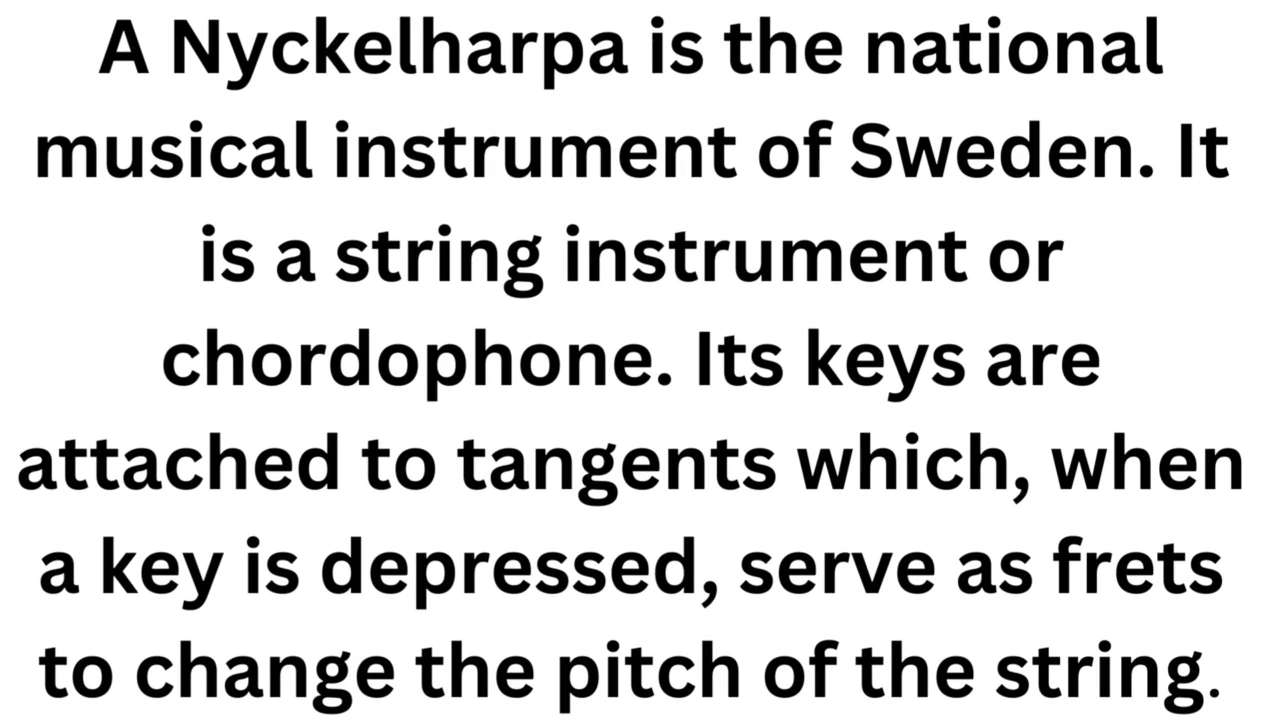 A Nyckelharpa is the national
musical instrument of Sweden. It
is a string instrument or
chordophone. Its keys are
attached to tangents which, when
a key is depressed, serve as frets
to change the pitch of the string.